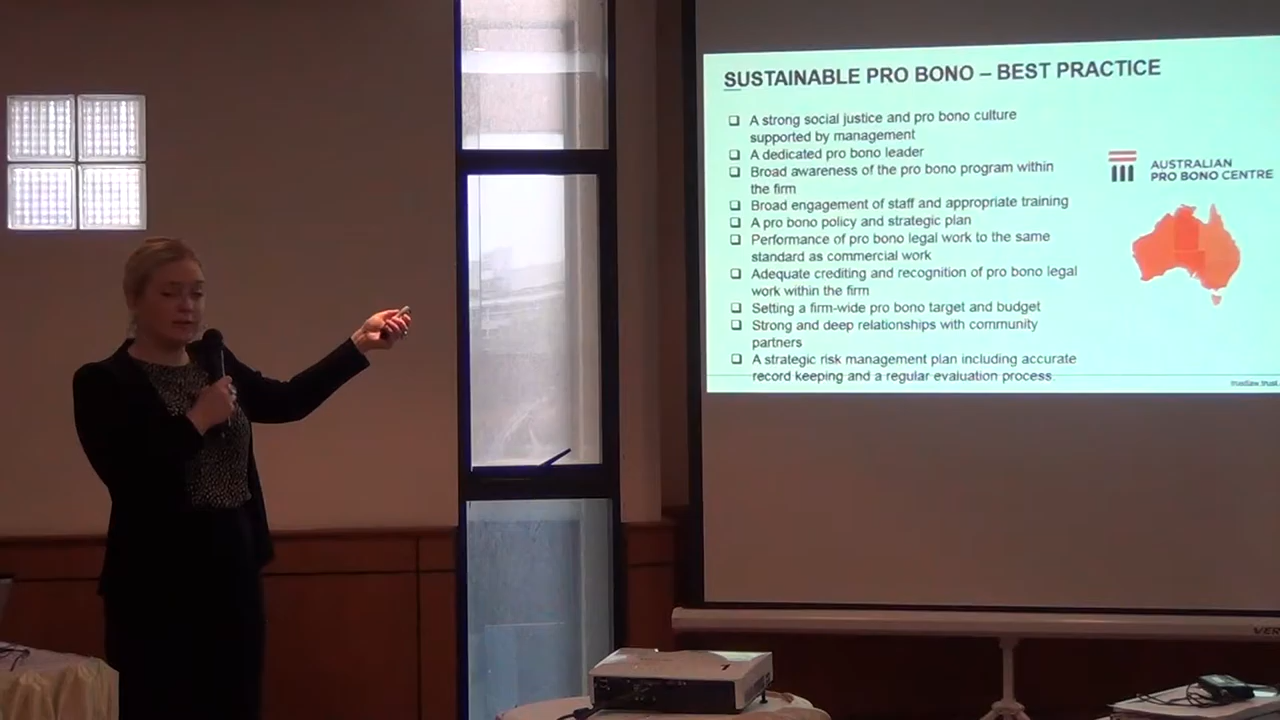 SUSTAINABLE PRO BONO – BEST PRACTICE
❑ A strong social justice and pro bono culture
supported by management
❑ A dedicated pro bono leader
❑ Broad awareness of the pro bono program within
the firm
❑ Broad engagement of staff and appropriate training
❑ A pro bono policy and strategic plan
❑ Performance of pro bono legal work to the same
standard as commercial work
❑ Adequate crediting and recognition of pro bono legal
work within the firm
❑ Setting a firm-wide pro bono target and budget
❑ Strong and deep relationships with community
partners
❑ A strategic risk management plan including accurate
record keeping and a regular evaluation process.
AUSTRALIAN
PRO BONO CENTRE